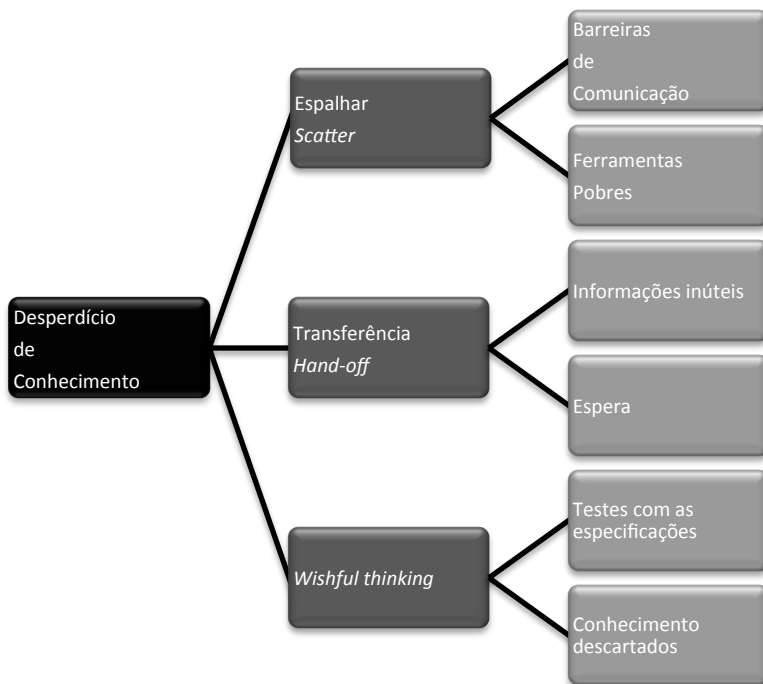 Desperdício
de
Conhecimento
Espalhar
Scatter
Barreiras
de
Comunicação
Ferramentas
Pobres
Transferência
Hand-off
Informações inúteis
Espera
Wishful thinking
Testes com as
especificações
Conhecimento
descartados